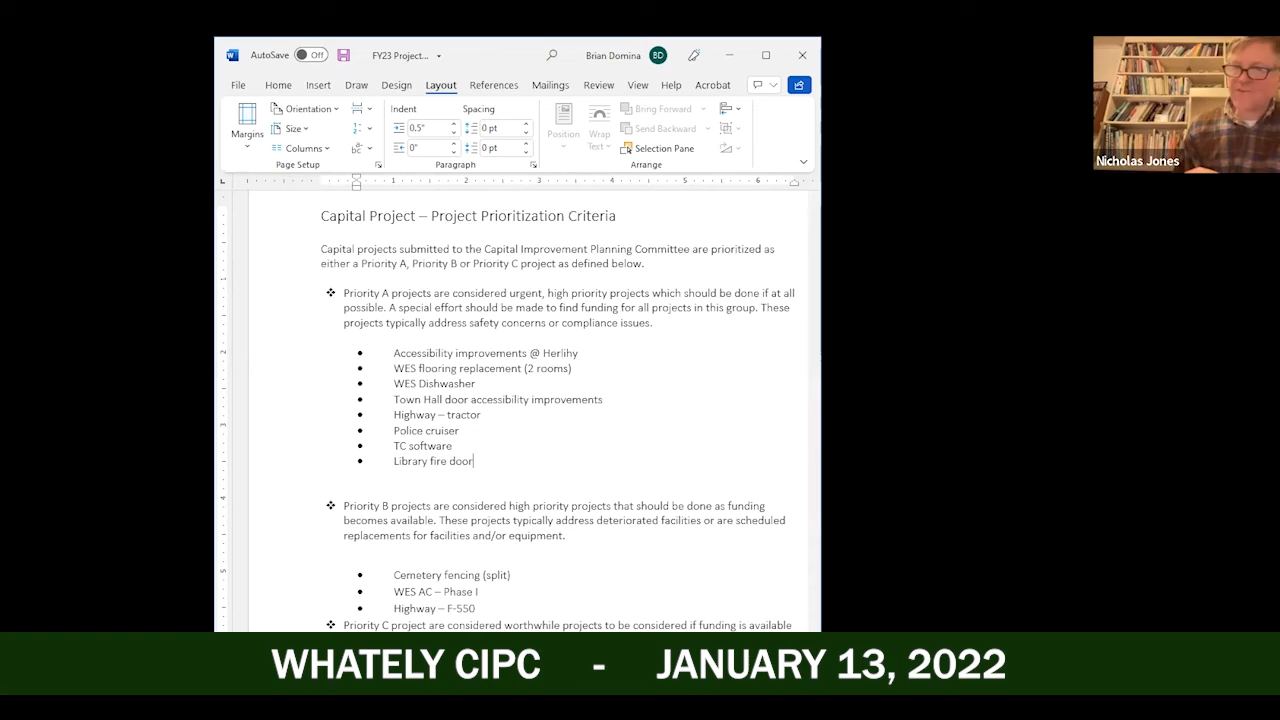 AutoSave Off FY23 Project... Brian Domina BD
File Home Insert Draw Design Layout References Mailings Review View Help Acrobat
Orientation Indent Spacing Bring Forward
Margins Size 0.5" 0 pt Position Wrap Text Send Backward
Columns 0" 0 pt Selection Pane
Page Setup Paragraph Arrange
1 2 3 4 5 6
Capital Project – Project Prioritization Criteria
Capital projects submitted to the Capital Improvement Planning Committee are prioritized as
either a Priority A, Priority B or Priority C project as defined below.
❖ Priority A projects are considered urgent, high priority projects which should be done if at all
possible. A special effort should be made to find funding for all projects in this group. These
projects typically address safety concerns or compliance issues.
• Accessibility improvements @ Herlihy
• WES flooring replacement (2 rooms)
• WES Dishwasher
• Town Hall door accessibility improvements
• Highway – tractor
• Police cruiser
• TC software
• Library fire door
❖ Priority B projects are considered high priority projects that should be done as funding
becomes available. These projects typically address deteriorated facilities or are scheduled
replacements for facilities and/or equipment.
• Cemetery fencing (split)
• WES AC – Phase I
• Highway – F-550
❖ Priority C project are considered worthwhile projects to be considered if funding is available
Nicholas Jones
WHATELY CIPC - JANUARY 13, 2022